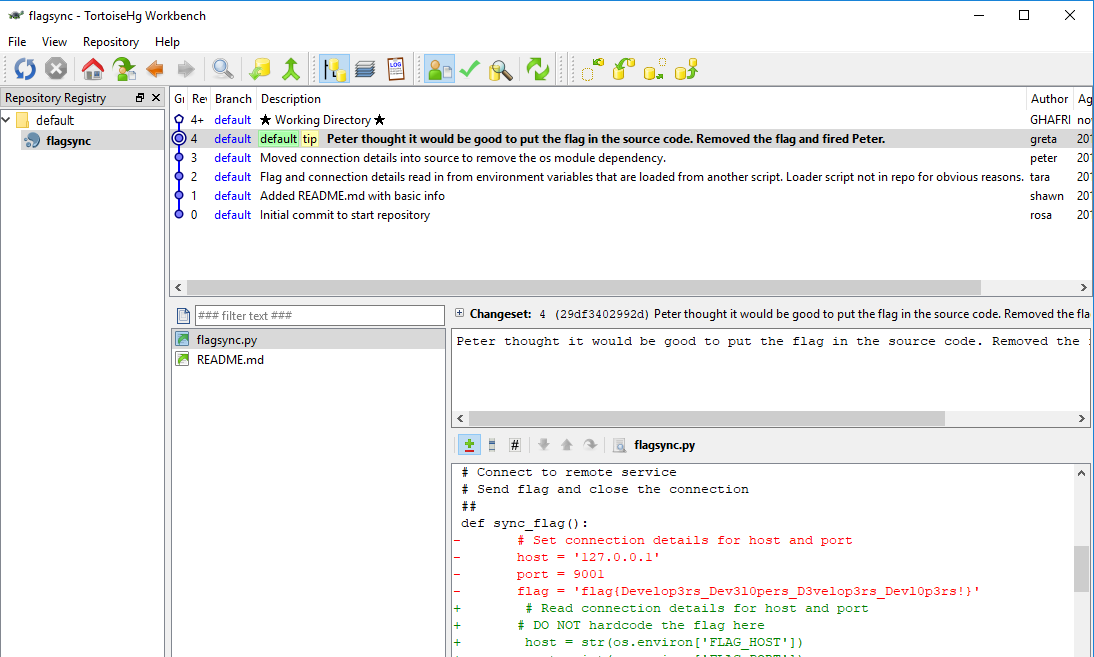 flagsync - TortoiseHg Workbench
File View Repository Help
LOG
Repository Registry
default
flagsync
Rev Branch Description Author
4+ default ★ Working Directory ★ GHAFRI
4 default default tip Peter thought it would be good to put the flag in the source code. Removed the flag and fired Peter. greta 201
3 default Moved connection details into source to remove the os module dependency. peter 201
2 default Flag and connection details read in from environment variables that are loaded from another script. Loader script not in repo for obvious reasons. tara 201
1 default Added README.md with basic info shawn 201
0 default Initial commit to start repository rosa 201
### filter text ###
flagsync.py
README.md
Changeset: 4 (29df3402992d) Peter thought it would be good to put the flag in the source code. Removed the fla
Peter thought it would be good to put the flag in the source code. Removed the
# flagsync.py
# Connect to remote service
# Send flag and close the connection
##
def sync_flag():
- # Set connection details for host and port
- host = '127.0.0.1'
- port = 9001
- flag = 'flag{Develop3rs_Dev3l0pers_D3velop3rs_Devl0p3rs!}'
+ # Read connection details for host and port
+ # DO NOT hardcode the flag here
+ host = str(os.environ['FLAG_HOST'])